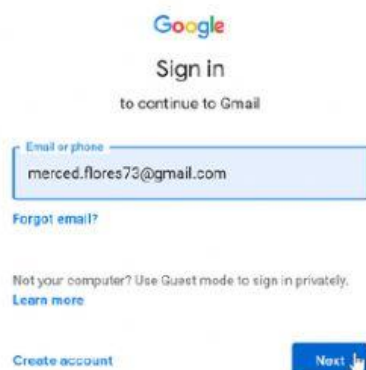 Google
Sign in
to continue to Gmail
Email or phone
merced.flores73@gmail.com
Forgot email?
Not your computer? Use Guest mode to sign in privately.
Learn more
Create account
Next